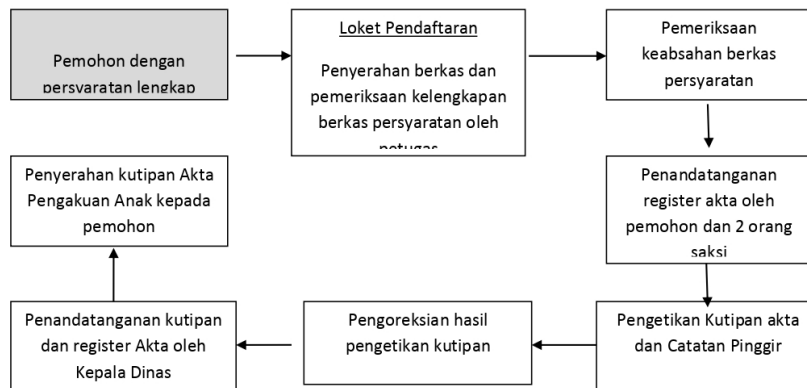 Pemohon dengan
persyaratan lengkap
Loket Pendaftaran
Penyerahan berkas dan
pemeriksaan kelengkapan
berkas persyaratan oleh
petugas
Pemeriksaan
keabsahan berkas
persyaratan
Penandatanganan
register akta oleh
pemohon dan 2 orang
saksi
Pengetikan Kutipan akta
dan Catatan Pinggir
Pengoreksian hasil
pengetikan kutipan
Penandatanganan kutipan
dan register Akta oleh
Kepala Dinas
Penyerahan kutipan Akta
Pengakuan Anak kepada
pemohon